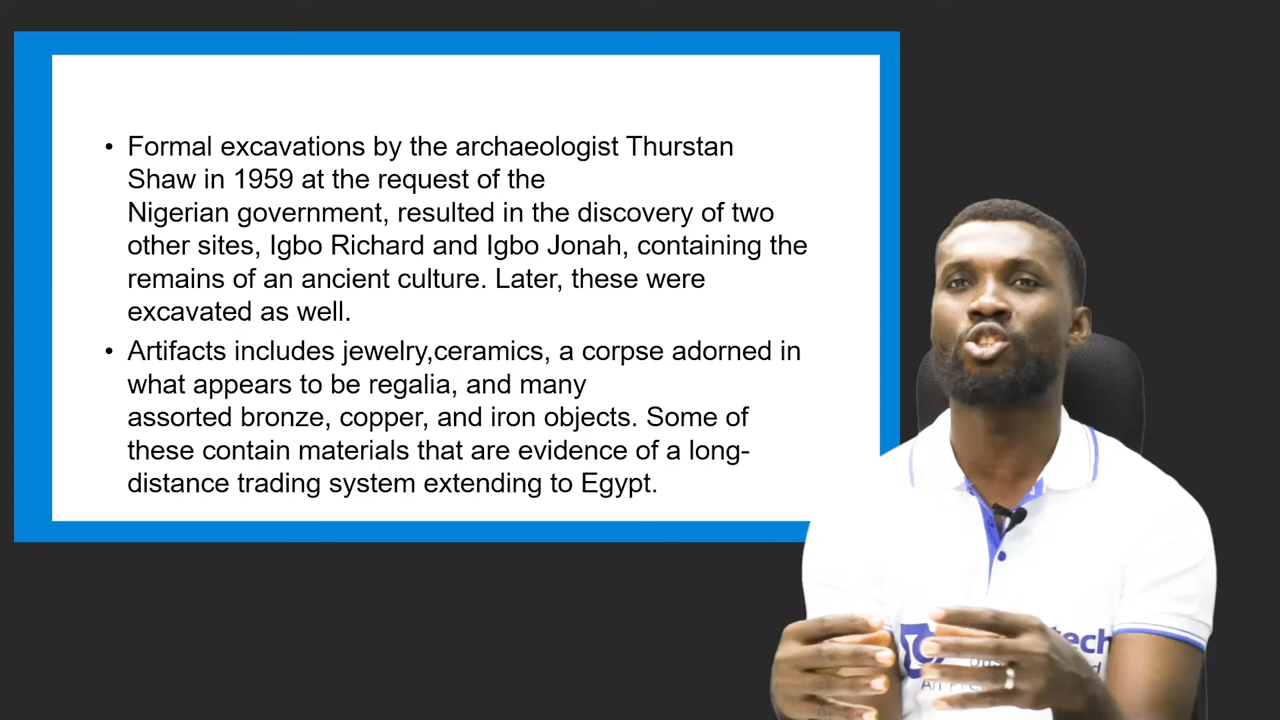 • Formal excavations by the archaeologist Thurstan
Shaw in 1959 at the request of the
Nigerian government, resulted in the discovery of two
other sites, Igbo Richard and Igbo Jonah, containing the
remains of an ancient culture. Later, these were
excavated as well.
• Artifacts includes jewelry,ceramics, a corpse adorned in
what appears to be regalia, and many
assorted bronze, copper, and iron objects. Some of
these contain materials that are evidence of a long-
distance trading system extending to Egypt.
tech